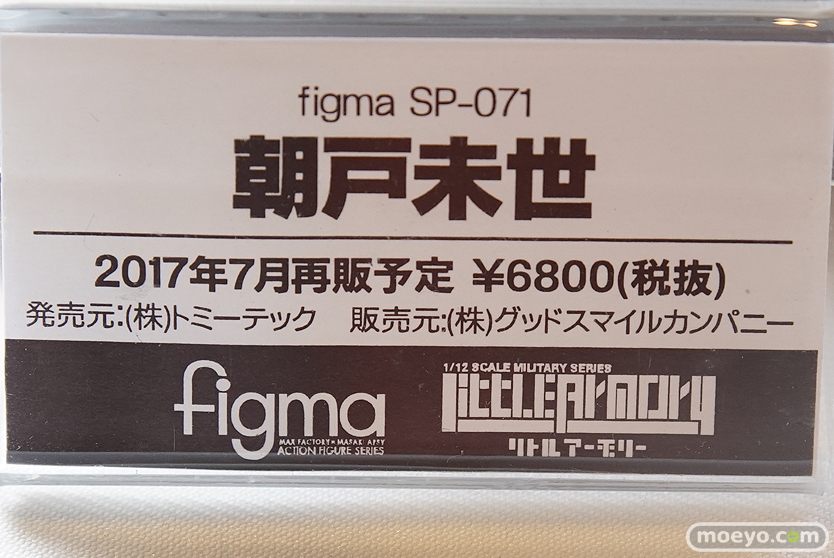 figma SP-071
朝戸未世
2017年7月再販予定 ¥6800(税抜)
発売元:(株)トミーテック 販売元:(株)グッドスマイルカンパニー
figma
MAX FACTORY × MASAKI APSY
ACTION FIGURE SERIES
1/12 SCALE MILITARY SERIES
LittleArmory
リトルアーモリー
moeyo.com